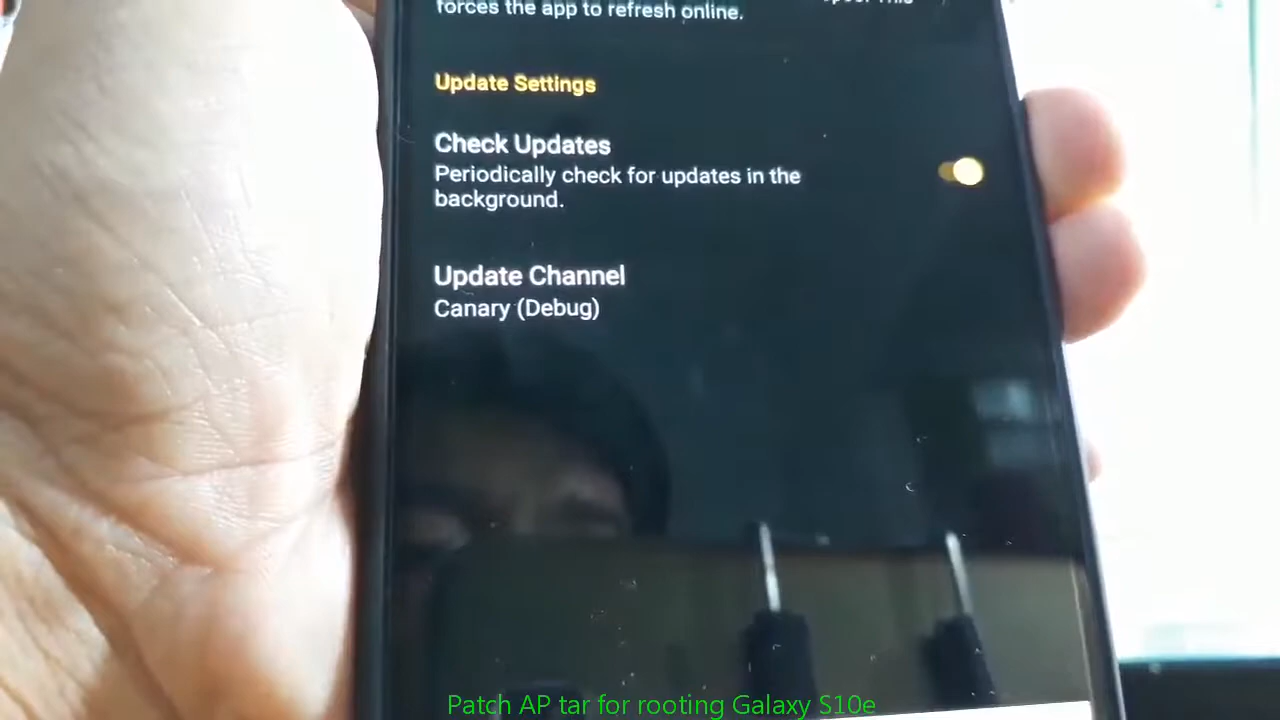 forces the app to refresh online.
Update Settings
Check Updates
Periodically check for updates in the
background.
Update Channel
Canary (Debug)
Patch AP tar for rooting Galaxy S10e